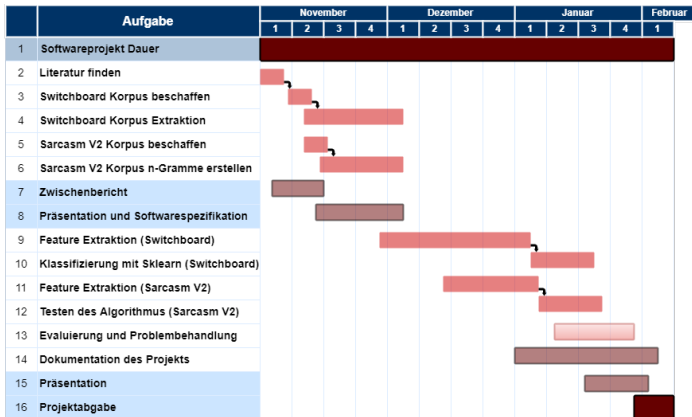 Aufgabe
November Dezember Januar Februar
1 2 3 4 1 2 3 4 1 2 3 4 1
1 Softwareprojekt Dauer
2 Literatur finden
3 Switchboard Korpus beschaffen
4 Switchboard Korpus Extraktion
5 Sarcasm V2 Korpus beschaffen
6 Sarcasm V2 Korpus n-Gramme erstellen
7 Zwischenbericht
8 Präsentation und Softwarespezifikation
9 Feature Extraktion (Switchboard)
10 Klassifizierung mit Sklearn (Switchboard)
11 Feature Extraktion (Sarcasm V2)
12 Testen des Algorithmus (Sarcasm V2)
13 Evaluierung und Problembehandlung
14 Dokumentation des Projekts
15 Präsentation
16 Projektabgabe